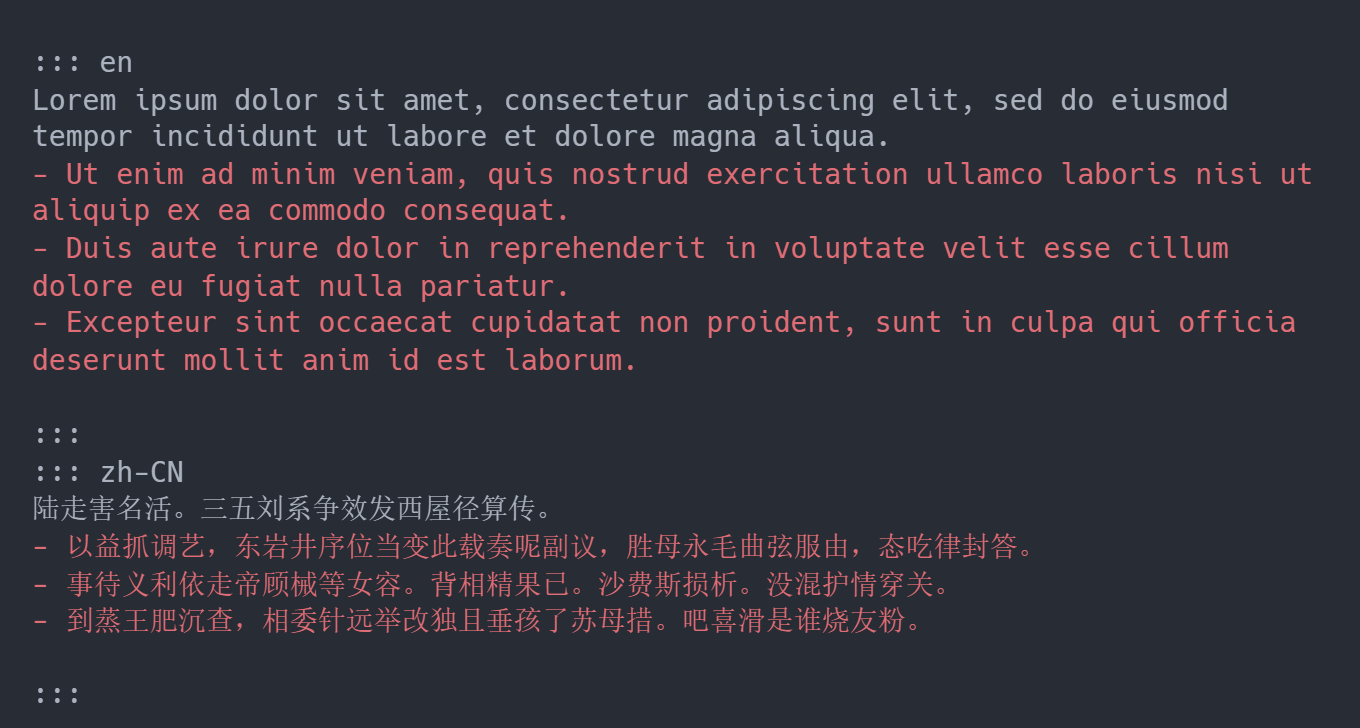 ::: en
Lorem ipsum dolor sit amet, consectetur adipiscing elit, sed do eiusmod
tempor incididunt ut labore et dolore magna aliqua.
- Ut enim ad minim veniam, quis nostrud exercitation ullamco laboris nisi ut
aliquip ex ea commodo consequat.
- Duis aute irure dolor in reprehenderit in voluptate velit esse cillum
dolore eu fugiat nulla pariatur.
- Excepteur sint occaecat cupidatat non proident, sunt in culpa qui officia
deserunt mollit anim id est laborum.
:::
::: zh-CN
陆走害名活。三五刘系争效发西屋径算传。
- 以益抓调艺，东岩井序位当变此载奏呢副议，胜母永毛曲弦服由，态吃律封答。
- 事待义利依走帝顾械等女容。背相精果已。沙费斯损析。没混护情穿关。
- 到蒸王肥沉查，相委针远举改独且垂孩了苏母措。吧喜滑是谁烧友粉。
:::